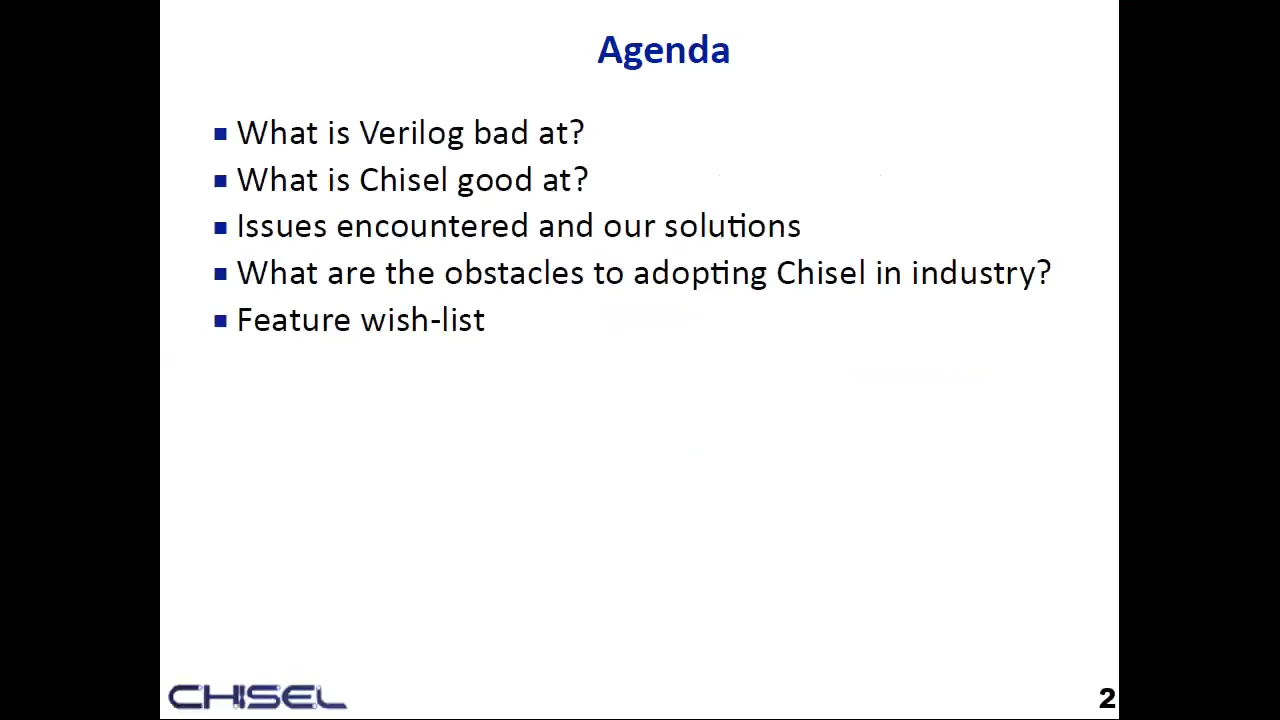 Agenda
What is Verilog bad at?
What is Chisel good at?
Issues encountered and our solutions
What are the obstacles to adopting Chisel in industry?
Feature wish-list
CHISEL
2